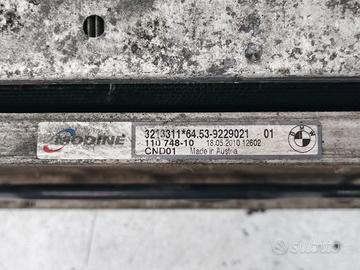 MODINE
3213311*64.53-9229021 01
110 748-10 18.05.2010 12602
CND01 Made in Austria
BMW
subito